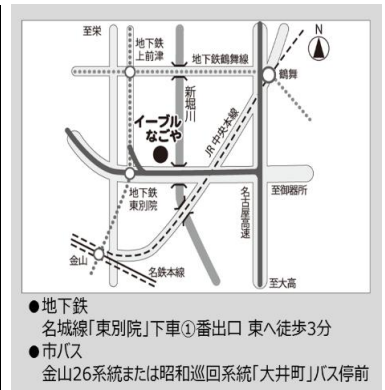 至栄
N
地下鉄
上前津
地下鉄鶴舞線
鶴舞
新堀川
イーブル
なごや
JR中央本線
地下鉄
東別院
名古屋高速
至御器所
金山
名鉄本線
至大高
●地下鉄
名城線「東別院」下車①番出口 東へ徒歩3分
●市バス
金山26系統または昭和巡回系統「大井町」バス停前